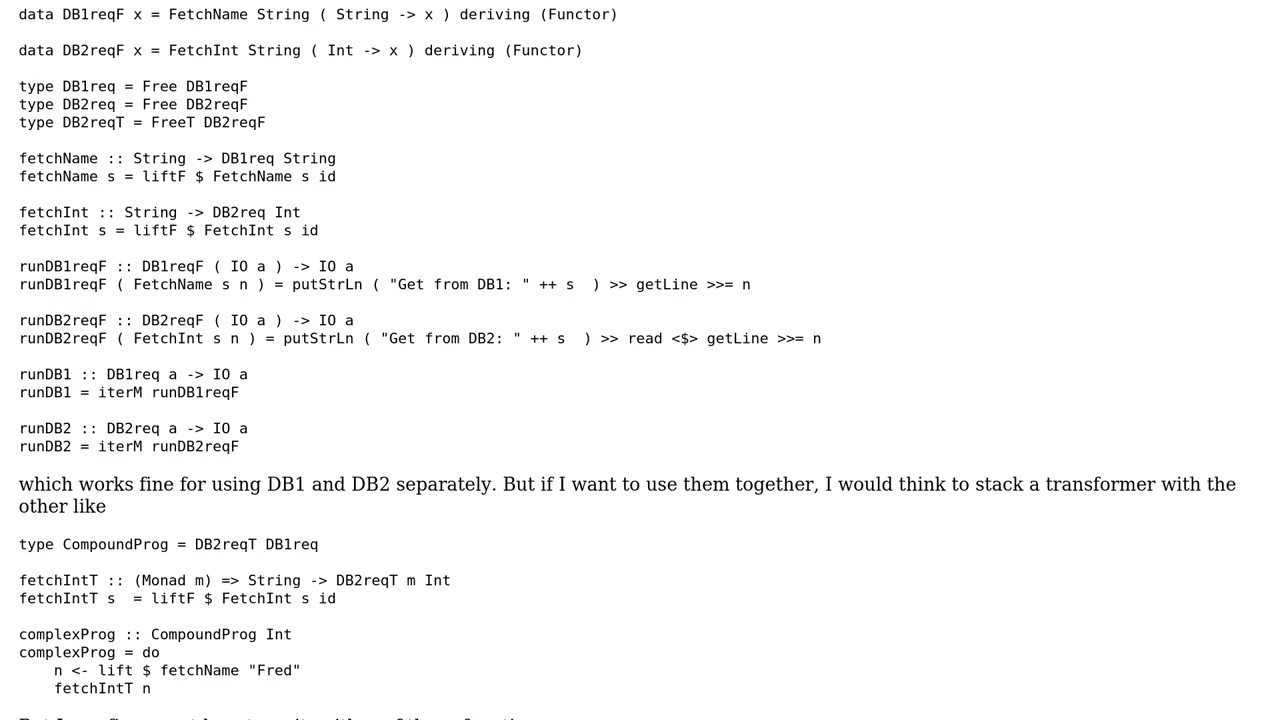 data DB1reqF x = FetchName String ( String -> x ) deriving (Functor)
data DB2reqF x = FetchInt String ( Int -> x ) deriving (Functor)
type DB1req = Free DB1reqF
type DB2req = Free DB2reqF
type DB2reqT = FreeT DB2reqF
fetchName :: String -> DB1req String
fetchName s = liftF $ FetchName s id
fetchInt :: String -> DB2req Int
fetchInt s = liftF $ FetchInt s id
runDB1reqF :: DB1reqF ( IO a ) -> IO a
runDB1reqF ( FetchName s n ) = putStrLn ( "Get from DB1: " ++ s  ) >> getLine >>= n
runDB2reqF :: DB2reqF ( IO a ) -> IO a
runDB2reqF ( FetchInt s n ) = putStrLn ( "Get from DB2: " ++ s  ) >> read <$> getLine >>= n
runDB1 :: DB1req a -> IO a
runDB1 = iterM runDB1reqF
runDB2 :: DB2req a -> IO a
runDB2 = iterM runDB2reqF
which works fine for using DB1 and DB2 separately. But if I want to use them together, I would think to stack a transformer with the
other like
type CompoundProg = DB2reqT DB1req
fetchIntT :: (Monad m) => String -> DB2reqT m Int
fetchIntT s  = liftF $ FetchInt s id
complexProg :: CompoundProg Int
complexProg = do
    n <- lift $ fetchName "Fred"
    fetchIntT n